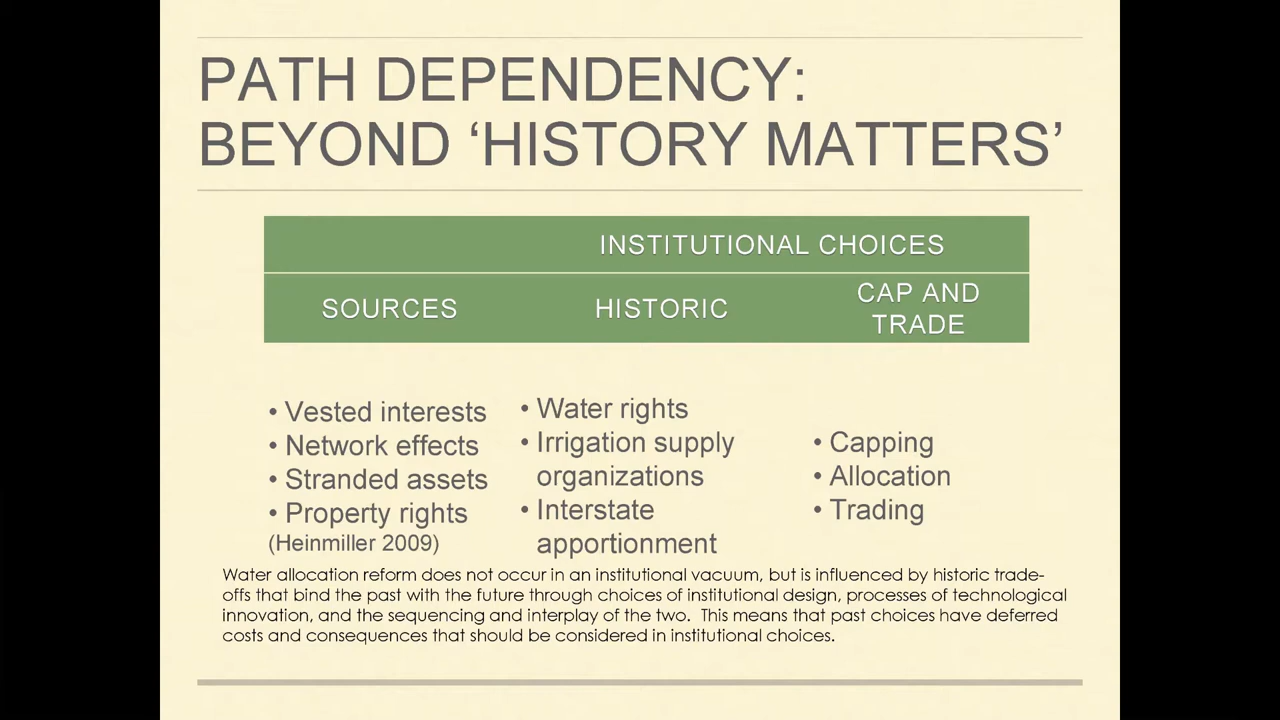 PATH DEPENDENCY:
BEYOND ‘HISTORY MATTERS’
INSTITUTIONAL CHOICES
SOURCES
HISTORIC
CAP AND
TRADE
• Vested interests
• Network effects
• Stranded assets
• Property rights
(Heinmiller 2009)
• Water rights
• Irrigation supply
organizations
• Interstate
apportionment
• Capping
• Allocation
• Trading
Water allocation reform does not occur in an institutional vacuum, but is influenced by historic trade-
offs that bind the past with the future through choices of institutional design, processes of technological
innovation, and the sequencing and interplay of the two.  This means that past choices have deferred
costs and consequences that should be considered in institutional choices.